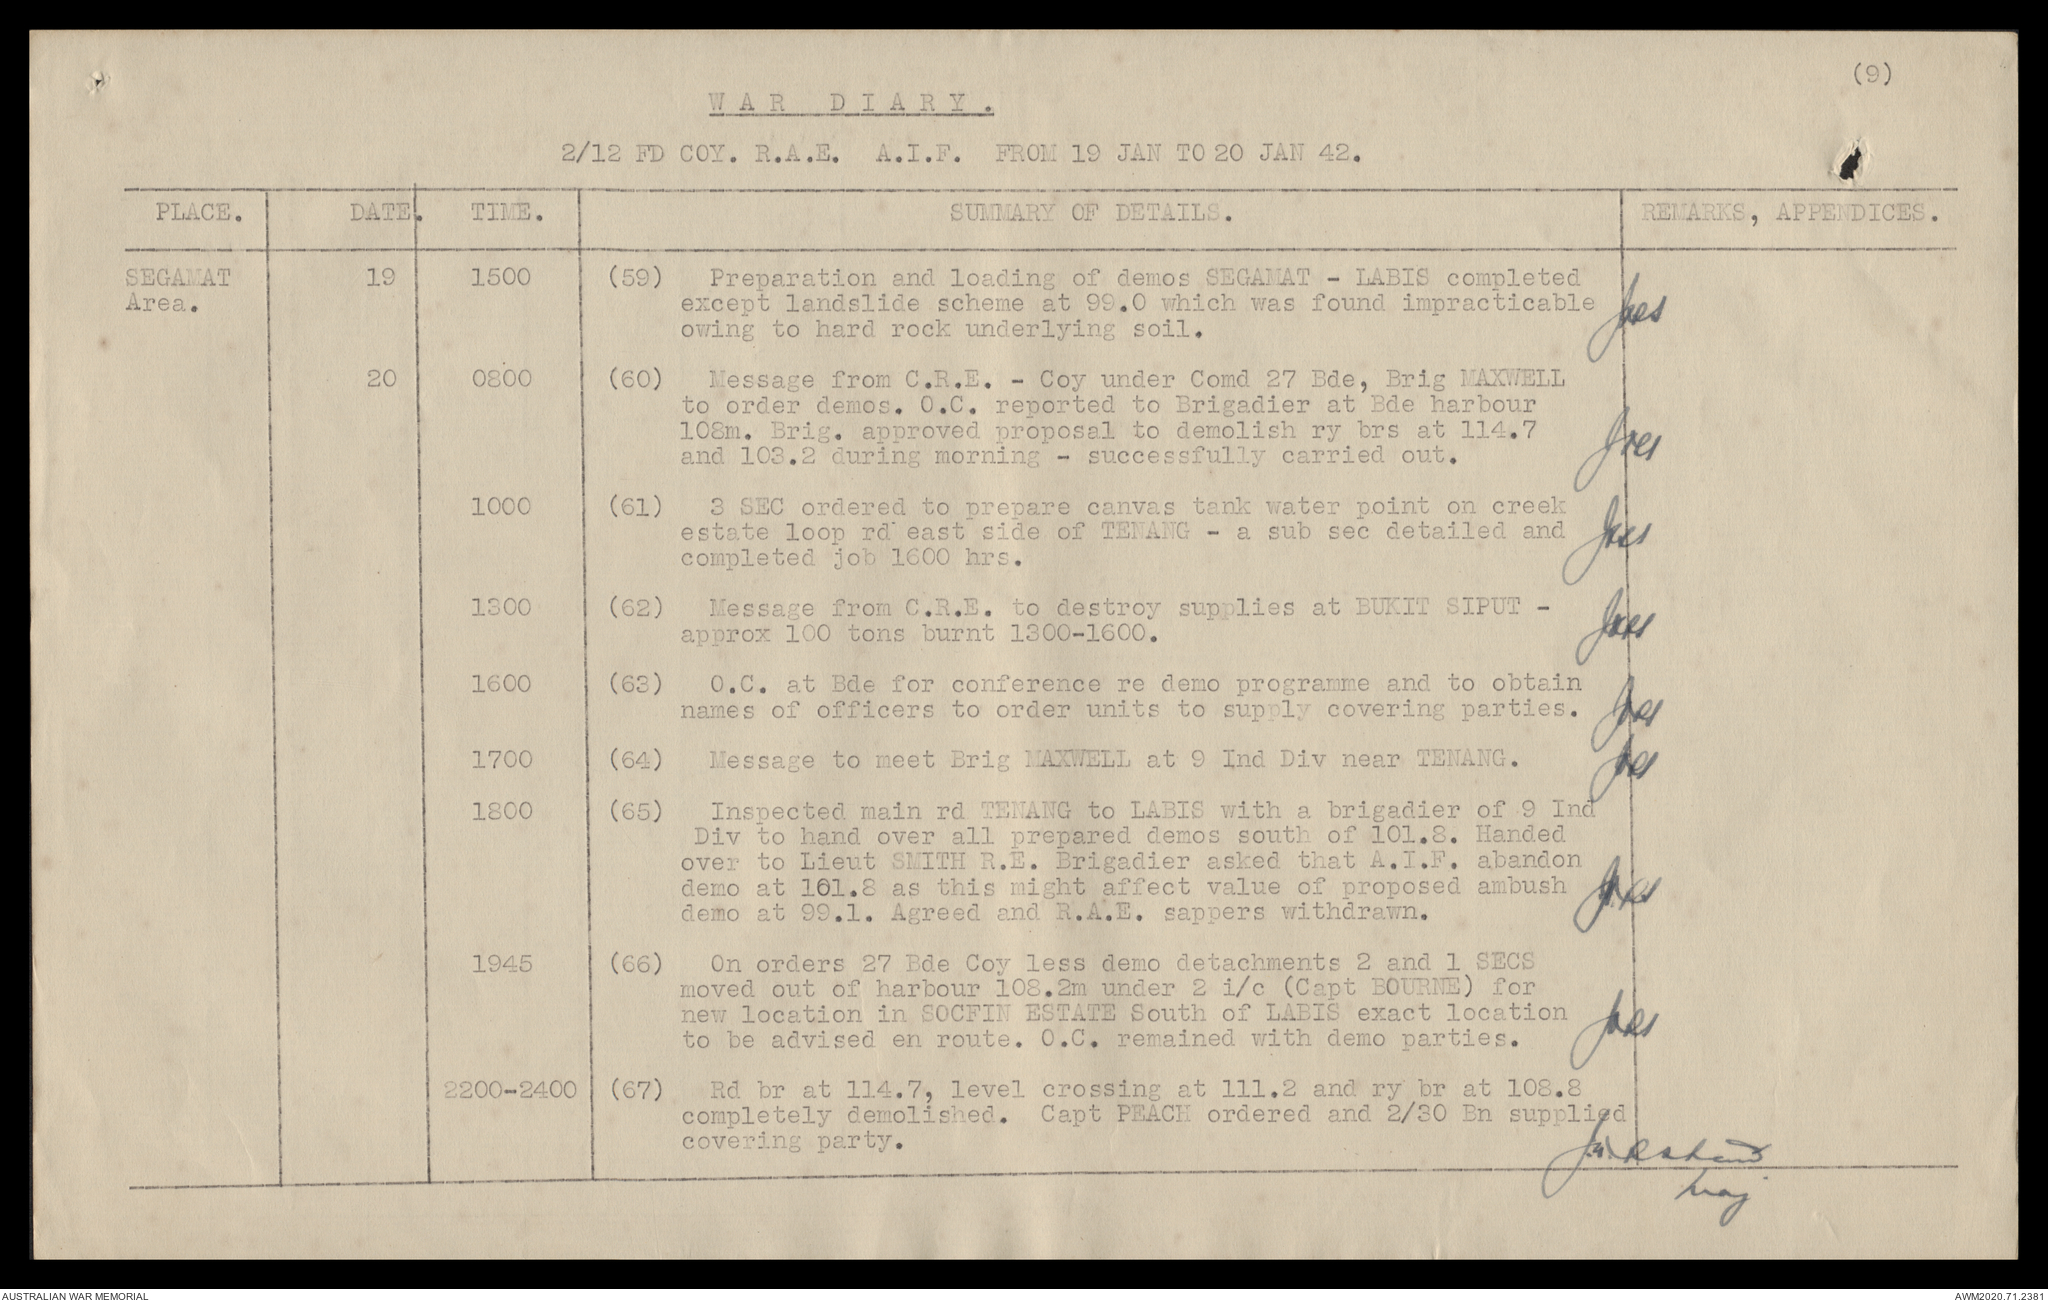 (9)
WAR DIARY.
2/12 FD COY. R.A.E. A.I.F. FROM 19 JAN TO 20 JAN 42.
PLACE. DATE. TIME. SUMMARY OF DETAILS. REMARKS, APPENDICES.
SEGAMAT 19 1500 (59) Preparation and loading of demos SEGAMAT - LABIS completed
Area. except landslide scheme at 99.0 which was found impracticable
owing to hard rock underlying soil.
20 0800 (60) Message from C.R.E. - Coy under Comd 27 Bde, Brig MAXWELL
to order demos. O.C. reported to Brigadier at Bde harbour
108m. Brig. approved proposal to demolish ry brs at 114.7
and 103.2 during morning - successfully carried out.
1000 (61) 3 SEC ordered to prepare canvas tank water point on creek
estate loop rd east side of TENANG - a sub sec detailed and
completed job 1600 hrs.
1300 (62) Message from C.R.E. to destroy supplies at BUKIT SIPUT -
approx 100 tons burnt 1300-1600.
1600 (63) O.C. at Bde for conference re demo programme and to obtain
names of officers to order units to supply covering parties.
1700 (64) Message to meet Brig MAXWELL at 9 Ind Div near TENANG.
1800 (65) Inspected main rd TENANG to LABIS with a brigadier of 9 Ind
Div to hand over all prepared demos south of 101.8. Handed
over to Lieut SMITH R.E. Brigadier asked that A.I.F. abandon
demo at 101.8 as this might affect value of proposed ambush
demo at 99.1. Agreed and R.A.E. sappers withdrawn.
1945 (66) On orders 27 Bde Coy less demo detachments 2 and 1 SECS
moved out of harbour 108.2m under 2 i/c (Capt BOURNE) for
new location in SOCFIN ESTATE South of LABIS exact location
to be advised en route. O.C. remained with demo parties.
2200-2400 (67) Rd br at 114.7, level crossing at 111.2 and ry br at 108.8
completely demolished. Capt PEACH ordered and 2/30 Bn supplied
covering party.
Maj
AUSTRALIAN WAR MEMORIAL AWM2020.71.2381